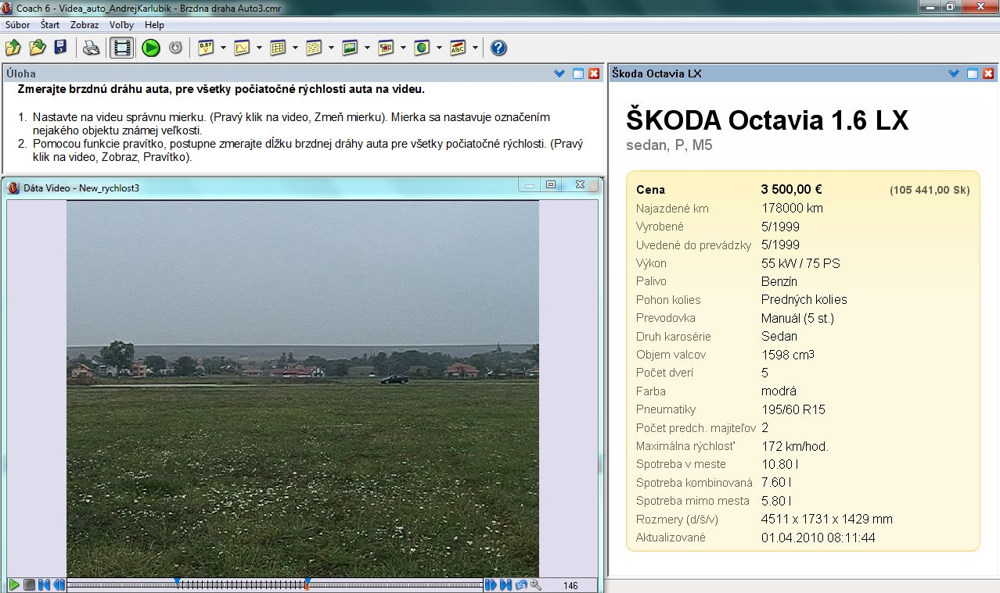 Coach 6 - Videa_auto_AndrejKarlubik - Brzdna draha Auto3.cmr
Súbor Štart Zobraz Voľby Help
0.37
ABC
Úloha
Zmerajte brzdnú dráhu auta, pre všetky počiatočné rýchlosti auta na videu.
1. Nastavte na videu správnu mierku. (Pravý klik na video, Zmeň mierku). Mierka sa nastavuje označením
nejakého objektu známej veľkosti.
2. Pomocou funkcie pravítko, postupne zmerajte dĺžku brzdnej dráhy auta pre všetky počiatočné rýchlosti. (Pravý
klik na video, Zobraz, Pravítko).
Dáta Video - New_rychlost3
146
Škoda Octavia LX
ŠKODA Octavia 1.6 LX
sedan, P, M5
Cena 3 500,00 € (105 441,00 Sk)
Najazdené km 178000 km
Vyrobené 5/1999
Uvedené do prevádzky 5/1999
Výkon 55 kW / 75 PS
Palivo Benzín
Pohon kolies Predných kolies
Prevodovka Manuál (5 st.)
Druh karosérie Sedan
Objem valcov 1598 cm3
Počet dverí 5
Farba modrá
Pneumatiky 195/60 R15
Počet predch. majiteľov 2
Maximálna rýchlosť 172 km/hod.
Spotreba v meste 10.80 l
Spotreba kombinovaná 7.60 l
Spotreba mimo mesta 5.80 l
Rozmery (d/š/v) 4511 x 1731 x 1429 mm
Aktualizované 01.04.2010 08:11:44